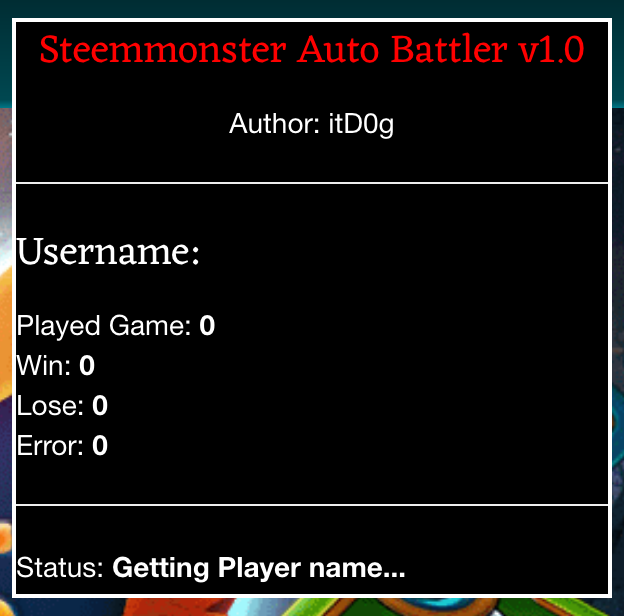 Steemmonster Auto Battler v1.0
Author: itD0g
Username:
Played Game: 0
Win: 0
Lose: 0
Error: 0
Status: Getting Player name...